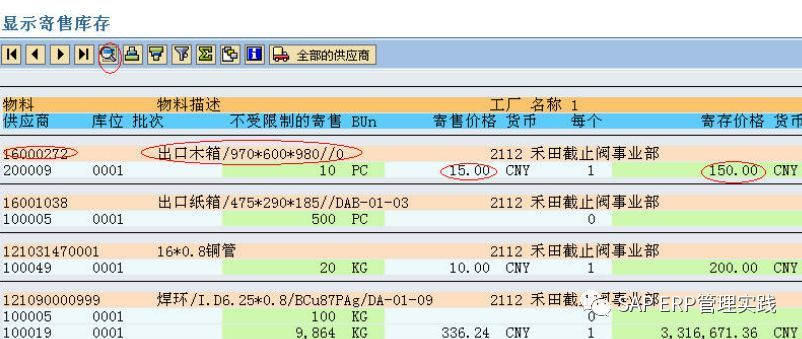 显示寄售库存
全部的供应商
物料 物料描述 工厂 名称 1
供应商 库位 批次 不受限制的寄售 BUn 寄售价格 货币 每个 寄存价格 货币
16000272 出口木箱/970*600*980//0 2112 禾田截止阀事业部
200009 0001 10 PC 15.00 CNY 1 150.00 CNY
16001038 出口纸箱/475*290*185//DAB-01-03 2112 禾田截止阀事业部
100005 0001 500 PC 0
121031470001 16*0.8铜管 2112 禾田截止阀事业部
100049 0001 20 KG 10.00 CNY 1 200.00 CNY
121090000999 焊环/I.D6.25*0.8/BCu87PAg/DA-01-09 2112 禾田截止阀事业部
100005 0001 100 KG 0
100019 0001 9,864 KG 336.24 CNY 1 3,316,671.36 CNY
SAP ERP管理实践